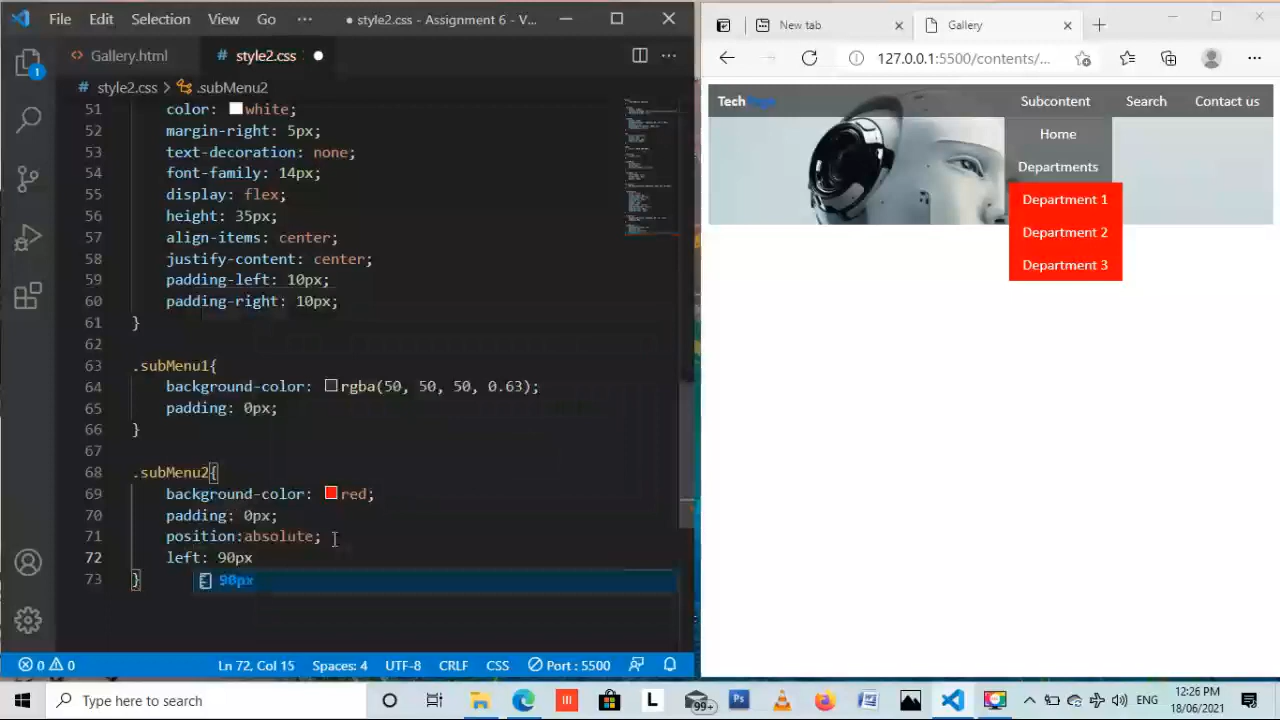 File Edit Selection View Go ··· ● style2.css - Assignment 6 - V...
Gallery.html
# style2.css ●
# style2.css > .subMenu2
51 color: white;
52 margin-right: 5px;
53 text-decoration: none;
54 font-family: 14px;
55 display: flex;
56 height: 35px;
57 align-items: center;
58 justify-content: center;
59 padding-left: 10px;
60 padding-right: 10px;
61 }
62
63 .subMenu1{
64 background-color: rgba(50, 50, 50, 0.63);
65 padding: 0px;
66 }
67
68 .subMenu2{
69 background-color: red;
70 padding: 0px;
71 position:absolute;
72 left: 90px
73 }
90px
1
0 0 Ln 72, Col 15 Spaces: 4 UTF-8 CRLF CSS Port : 5500
New tab
Gallery
127.0.0.1:5500/contents/...
TechPage Subcontent Search Contact us
Home
Departments
Department 1
Department 2
Department 3
Type here to search
L
Ps
99+
ENG
12:26 PM
18/06/2021